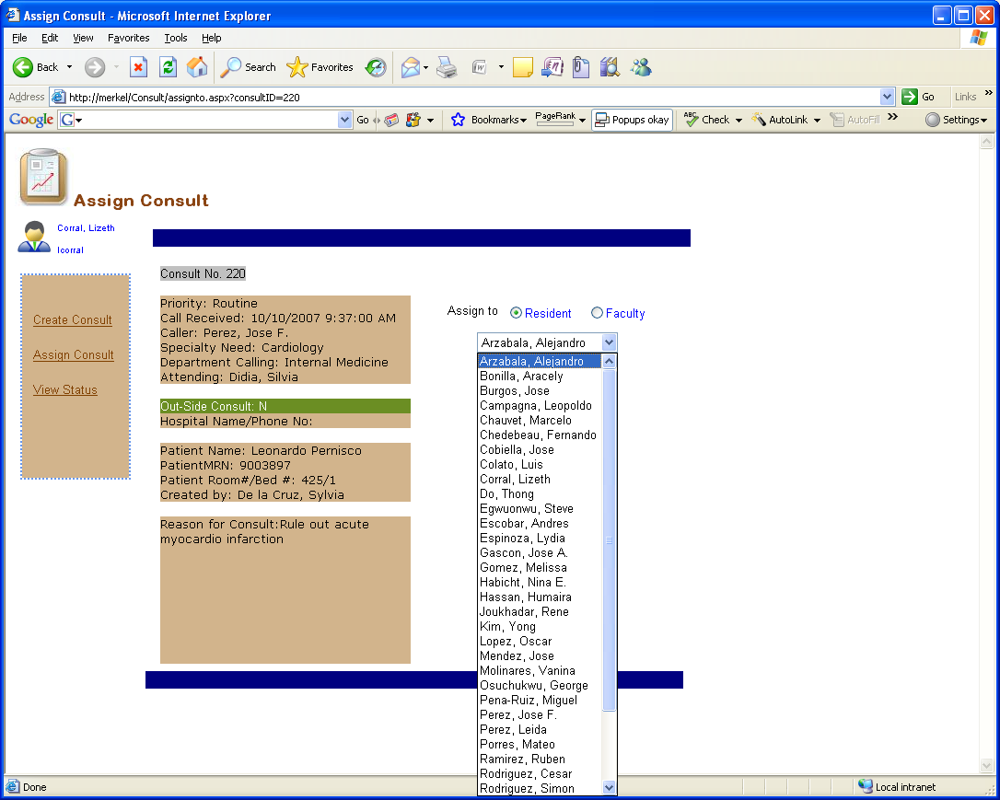 Assign Consult - Microsoft Internet Explorer
File Edit View Favorites Tools Help
Back Search Favorites
Address http://merkel/Consult/assignto.aspx?consultID=220 Go Links »
Google G Go Bookmarks PageRank Popups okay ABC Check AutoLink AutoFill » Settings
Assign Consult
Corral, Lizeth
lcorral
Create Consult
Assign Consult
View Status
Consult No. 220
Priority: Routine
Call Received: 10/10/2007 9:37:00 AM
Caller: Perez, Jose F.
Specialty Need: Cardiology
Department Calling: Internal Medicine
Attending: Didia, Silvia
Out-Side Consult: N
Hospital Name/Phone No:
Patient Name: Leonardo Pernisco
PatientMRN: 9003897
Patient Room#/Bed #: 425/1
Created by: De la Cruz, Sylvia
Reason for Consult:Rule out acute
myocardio infarction
Assign to Resident Faculty
Arzabala, Alejandro
Arzabala, Alejandro
Bonilla, Aracely
Burgos, Jose
Campagna, Leopoldo
Chauvet, Marcelo
Chedebeau, Fernando
Cobiella, Jose
Colato, Luis
Corral, Lizeth
Do, Thong
Egwuonwu, Steve
Escobar, Andres
Espinoza, Lydia
Gascon, Jose A.
Gomez, Melissa
Habicht, Nina E.
Hassan, Humaira
Joukhadar, Rene
Kim, Yong
Lopez, Oscar
Mendez, Jose
Molinares, Vanina
Osuchukwu, George
Pena-Ruiz, Miguel
Perez, Jose F.
Perez, Leida
Porres, Mateo
Ramirez, Ruben
Rodriguez, Cesar
Rodriguez, Simon
Done Local intranet